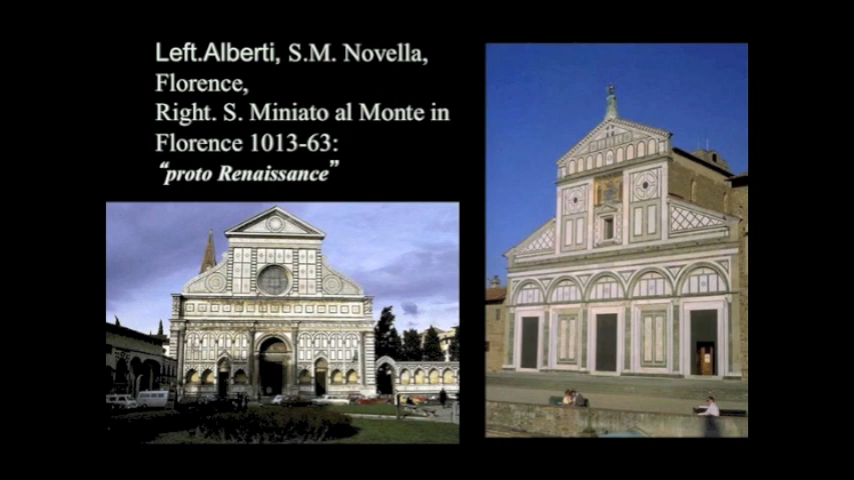 Left.Alberti, S.M. Novella,
Florence,
Right. S. Miniato al Monte in
Florence 1013-63:
“proto Renaissance”